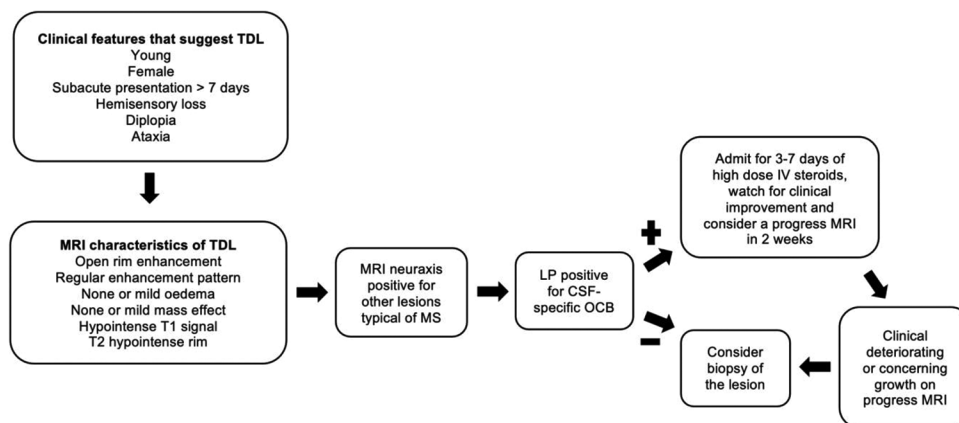 Clinical features that suggest TDL
Young
Female
Subacute presentation > 7 days
Hemisensory loss
Diplopia
Ataxia
MRI characteristics of TDL
Open rim enhancement
Regular enhancement pattern
None or mild oedema
None or mild mass effect
Hypointense T1 signal
T2 hypointense rim
MRI neuraxis
positive for
other lesions
typical of MS
LP positive
for CSF-
specific OCB
+
Admit for 3-7 days of
high dose IV steroids,
watch for clinical
improvement and
consider a progress MRI
in 2 weeks
–
Consider
biopsy of
the lesion
Clinical
deteriorating
or concerning
growth on
progress MRI